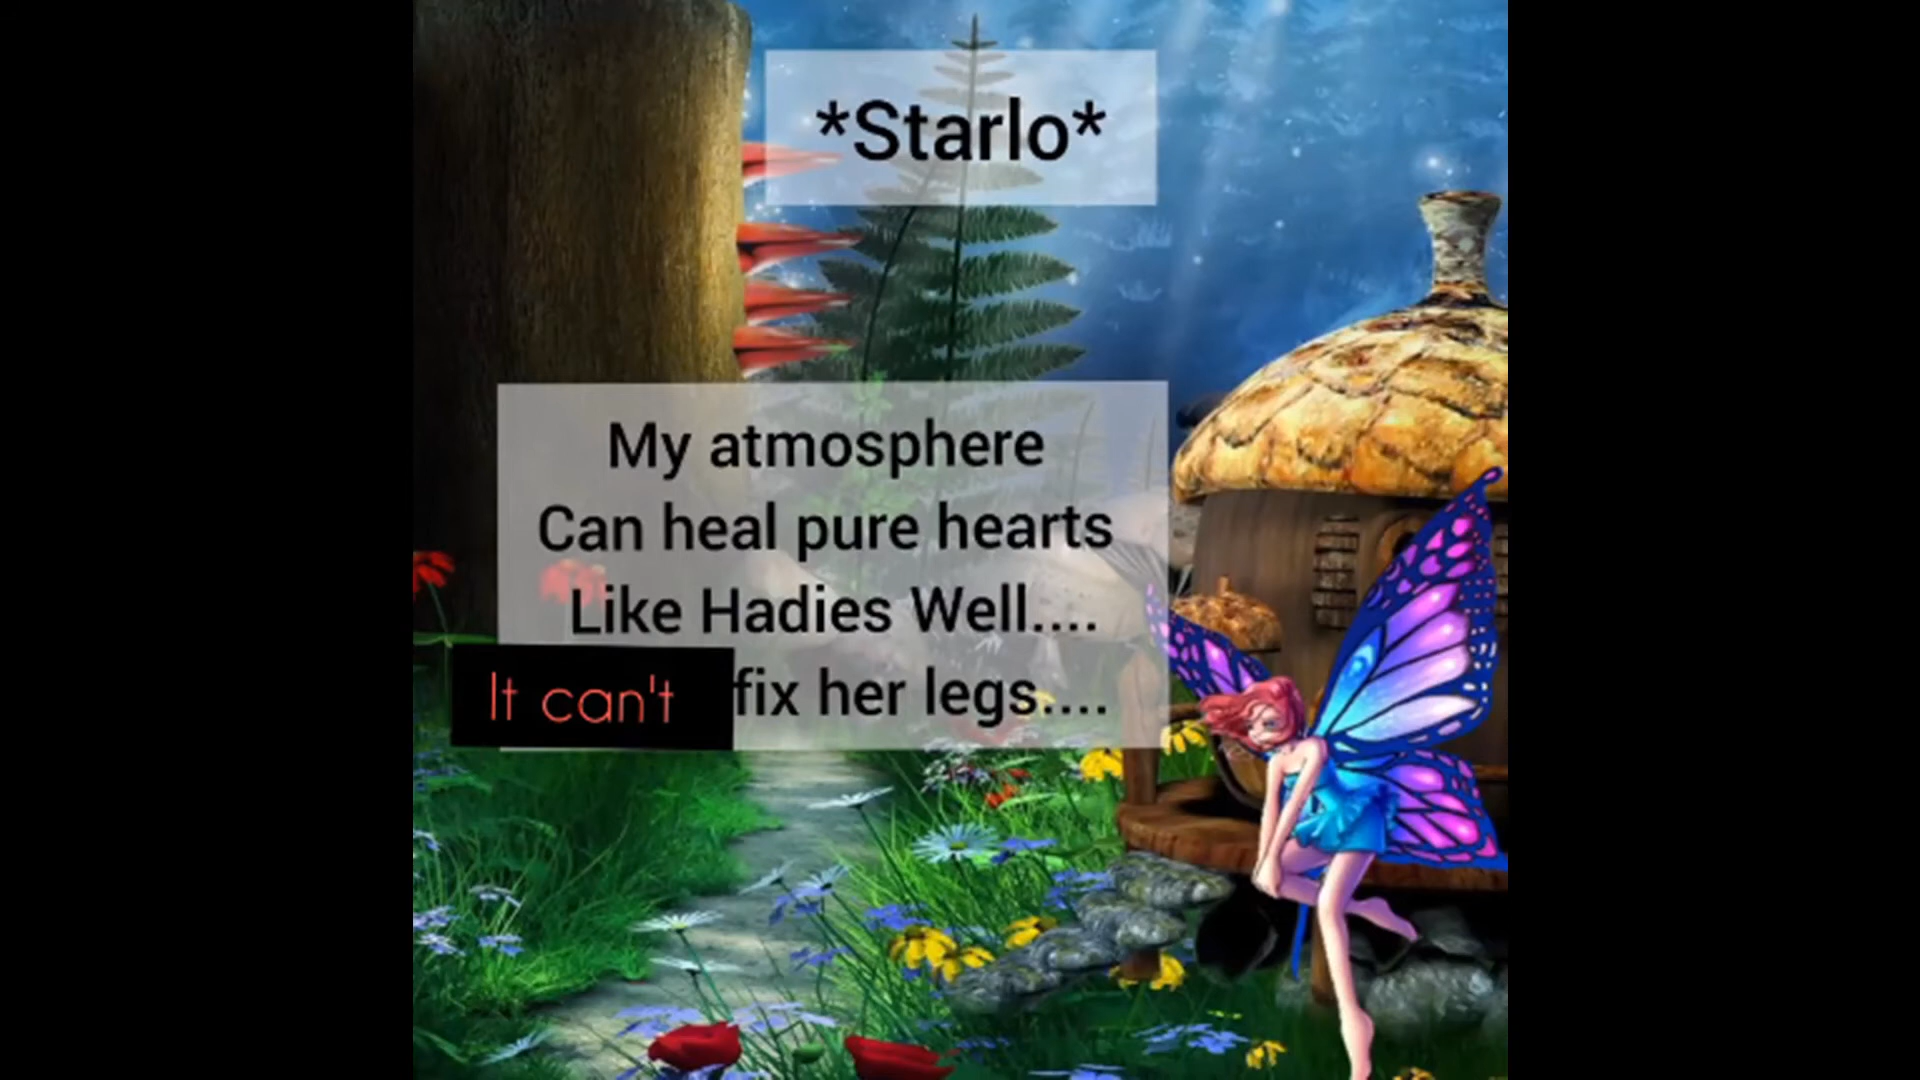 *Starlo*
My atmosphere
Can heal pure hearts
Like Hadies Well....
It can't fix her legs....